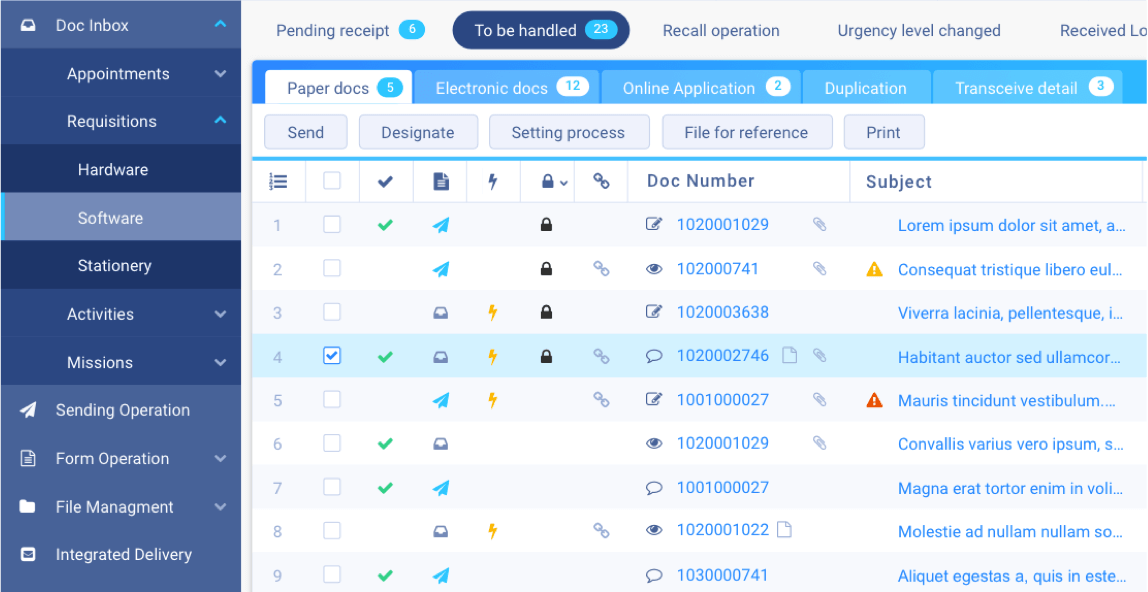 Doc Inbox
Appointments
Requisitions
Hardware
Software
Stationery
Activities
Missions
Sending Operation
Form Operation
File Managment
Integrated Delivery
Pending receipt 6 To be handled 23 Recall operation Urgency level changed Received Lo
Paper docs 5 Electronic docs 12 Online Application 2 Duplication Transceive detail 3
Send Designate Setting process File for reference Print
Doc Number Subject
1 1020001029 Lorem ipsum dolor sit amet, a...
2 102000741 Consequat tristique libero eul...
3 1020003638 Viverra lacinia, pellentesque, i...
4 1020002746 Habitant auctor sed ullamcor...
5 1001000027 Mauris tincidunt vestibulum....
6 1020001029 Convallis varius vero ipsum, s...
7 1001000027 Magna erat tortor enim in voli...
8 1020001022 Molestie ad nullam nullam so...
9 1030000741 Aliquet egestas a, quis in este...